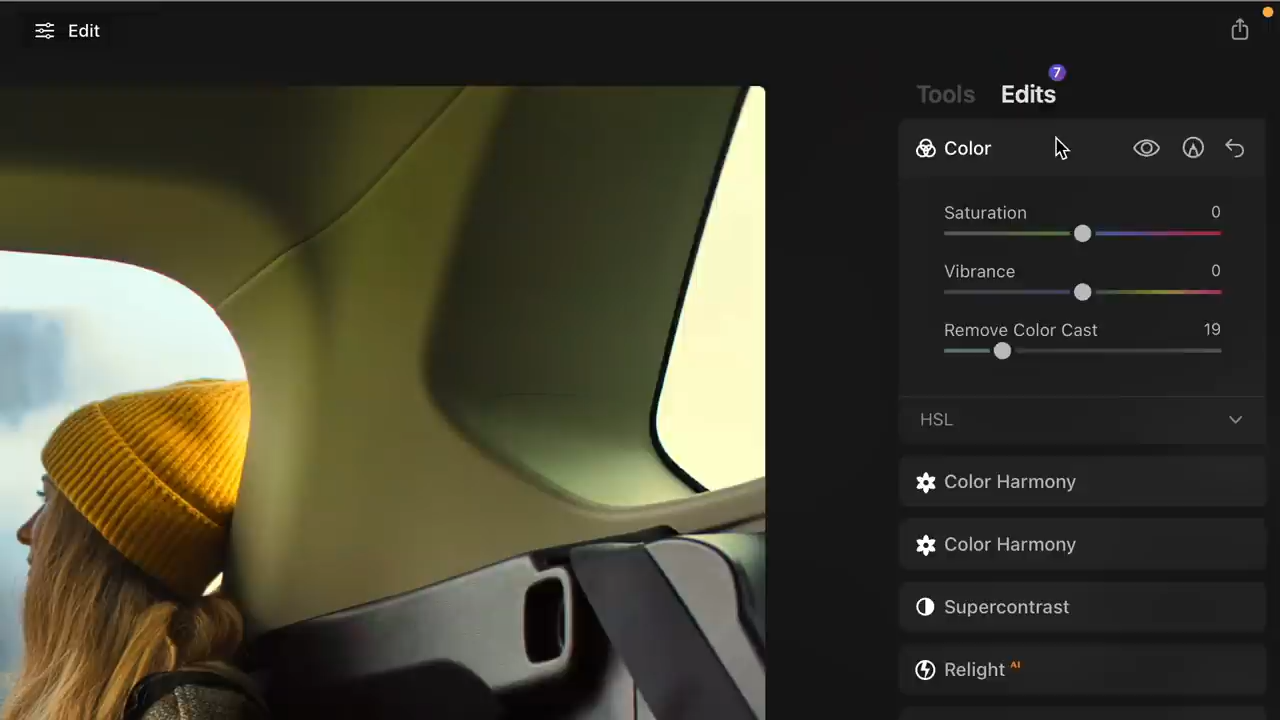 Edit
7
Tools Edits
Color
Saturation 0
Vibrance 0
Remove Color Cast 19
HSL
Color Harmony
Color Harmony
Supercontrast
Relight AI